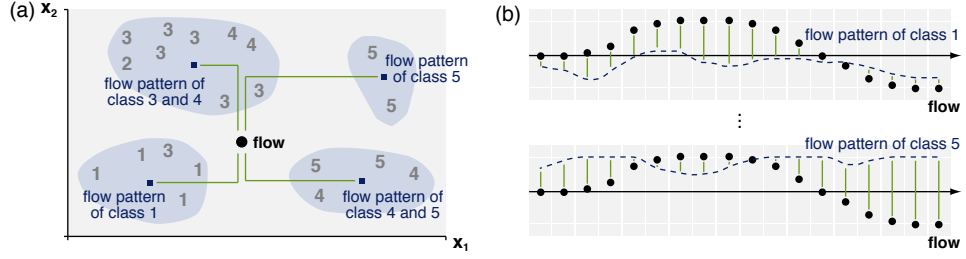 (a)
x2
3
3
3
3
2
4
4
3
3
flow pattern of
class 3 and 4
5
flow pattern
of class 5
5
flow
1
3
1
1
flow pattern
of class 1
5
5
4
4
flow pattern of
class 4 and 5
x1
(b)
flow pattern of class 1
flow
⋮
flow pattern of class 5
flow